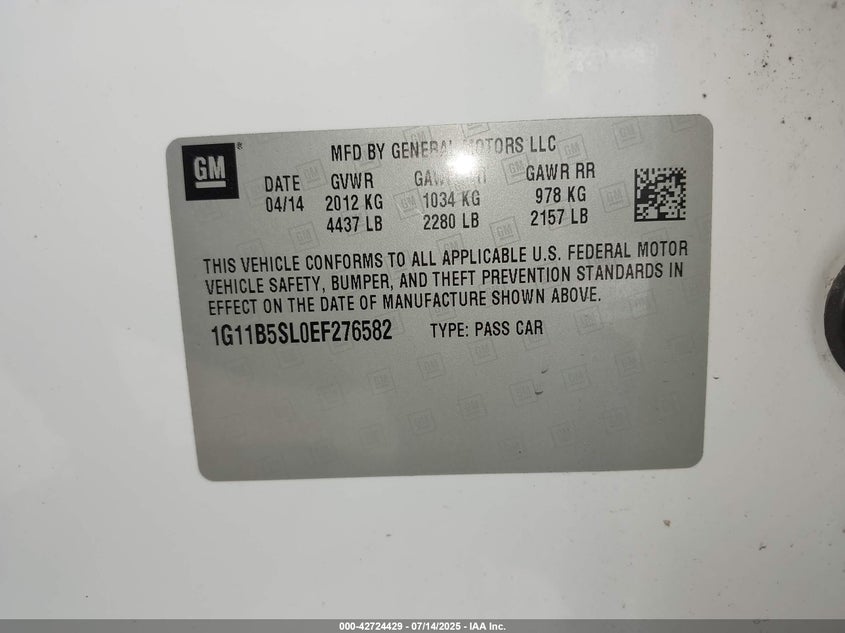 GM
MFD BY GENERAL MOTORS LLC
DATE GVWR GAWR RR
04/14 2012 KG 1034 KG 978 KG
4437 LB 2280 LB 2157 LB
THIS VEHICLE CONFORMS TO ALL APPLICABLE U.S. FEDERAL MOTOR
VEHICLE SAFETY, BUMPER, AND THEFT PREVENTION STANDARDS IN
EFFECT ON THE DATE OF MANUFACTURE SHOWN ABOVE.
1G11B5SL0EF276582 TYPE: PASS CAR
000-42724429 - 07/14/2025 - IAA Inc.